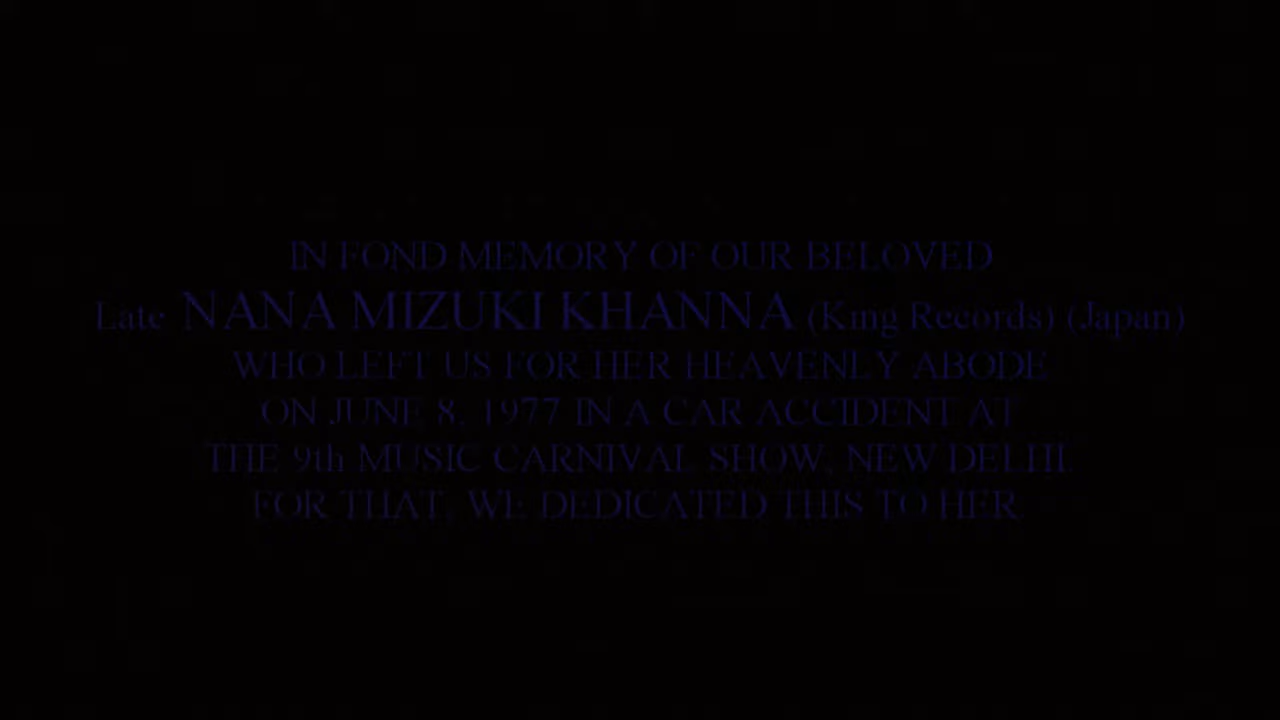 IN FOND MEMORY OF OUR BELOVED
Late NANA MIZUKI KHANNA (King Records) (Japan)
WHO LEFT US FOR HER HEAVENLY ABODE
ON JUNE 8, 1977 IN A CAR ACCIDENT AT
THE 9th MUSIC CARNIVAL SHOW, NEW DELHI.
FOR THAT, WE DEDICATED THIS TO HER.